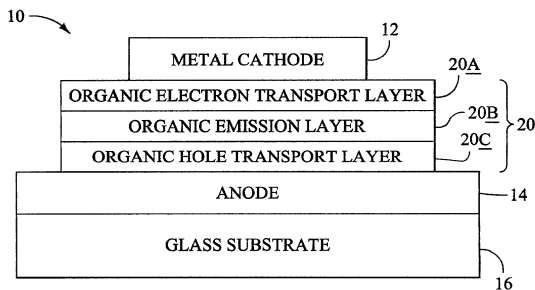 10
METAL CATHODE
12
ORGANIC ELECTRON TRANSPORT LAYER
20A
ORGANIC EMISSION LAYER
20B
20
ORGANIC HOLE TRANSPORT LAYER
20C
ANODE
14
GLASS SUBSTRATE
16